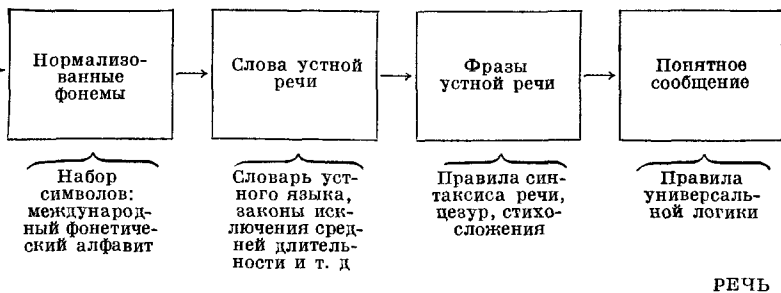 Нормализо-
ванные
фонемы
Слова устной
речи
Фразы
устной речи
Понятное
сообщение
Набор
символов:
международ-
ный фонетиче-
ский алфавит
Словарь уст-
ного языка,
законы иск-
лючения сред-
ней длитель-
ности и т. д
Правила син-
таксиса речи,
цезур, стихо-
сложения
Правила
универсаль-
ной логики
РЕЧЬ